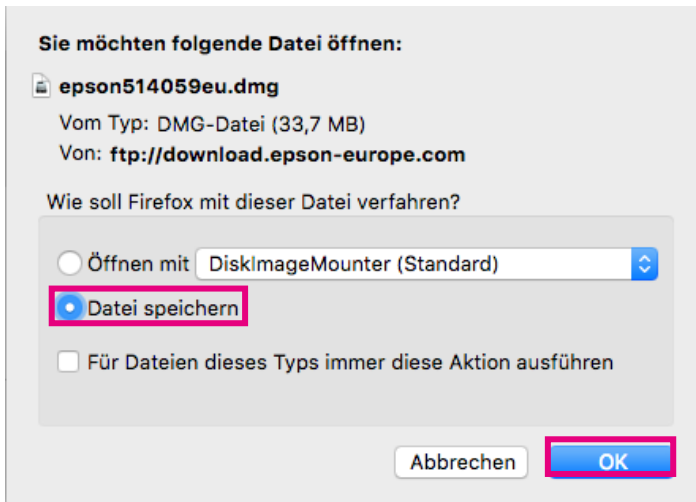 Sie möchten folgende Datei öffnen:
epson514059eu.dmg
Vom Typ: DMG-Datei (33,7 MB)
Von: ftp://download.epson-europe.com
Wie soll Firefox mit dieser Datei verfahren?
Öffnen mit DiskImageMounter (Standard)
Datei speichern
Für Dateien dieses Typs immer diese Aktion ausführen
Abbrechen OK